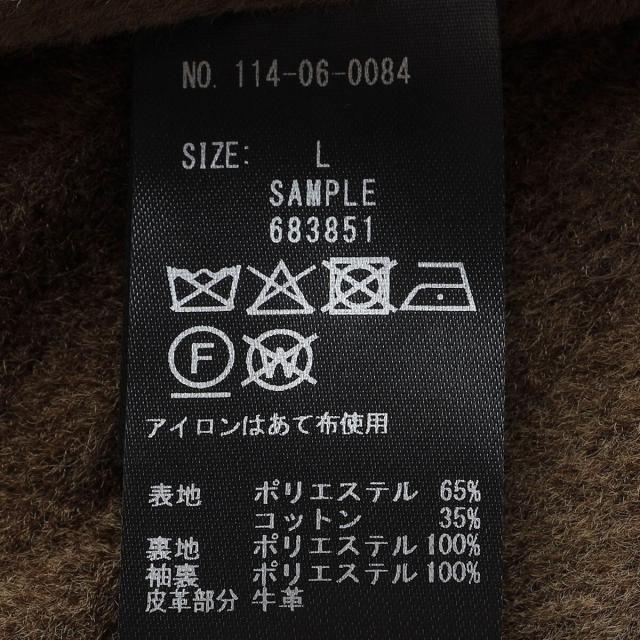 NO. 114-06-0084
SIZE: L
SAMPLE
683851
F W
アイロンはあて布使用
表地 ポリエステル 65%
コットン 35%
裏地 ポリエステル 100%
袖裏 ポリエステル 100%
皮革部分 牛革